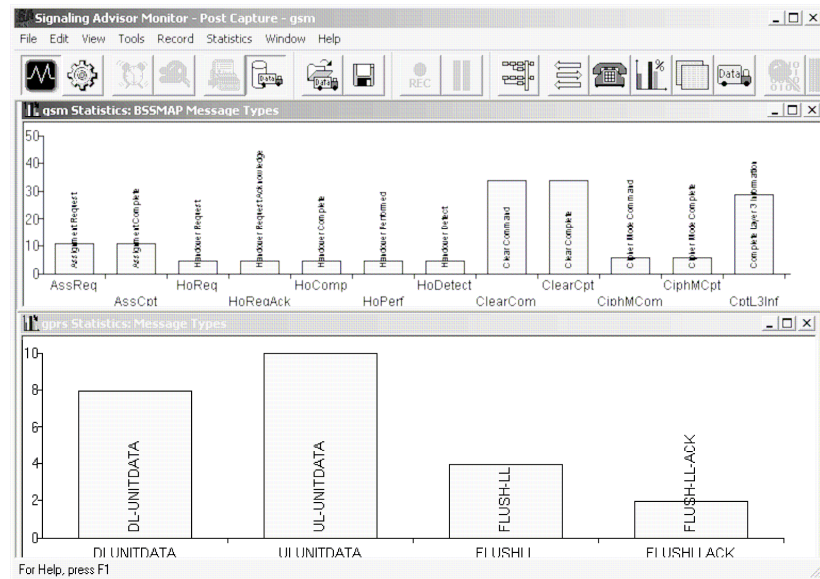 Signaling Advisor Monitor - Post Capture - gsm
File Edit View Tools Record Statistics Window Help
Data
Data
REC
%
Data
gsm Statistics: BSSMAP Message Types
50
40
30
20
10
0
Assignment Request
Assignment Complete
Handover Request
Handover Request Acknowledge
Handover Complete
Handover Performed
Handover Detect
Clear Command
Clear Complete
Cipher Mode Command
Cipher Mode Complete
Complete Layer 3 Information
AssReq HoReq HoComp HoDetect ClearCpt CiphMCpt
AssCpt HoReqAck HoPerf ClearCom CiphMCom CptL3Inf
gprs Statistics: Message Types
10
8
6
4
2
0
DL-UNITDATA
UL-UNITDATA
FLUSH-LL
FLUSH-LL-ACK
DLUNITDATA ULUNITDATA FLUSHLL FLUSHLLACK
For Help, press F1